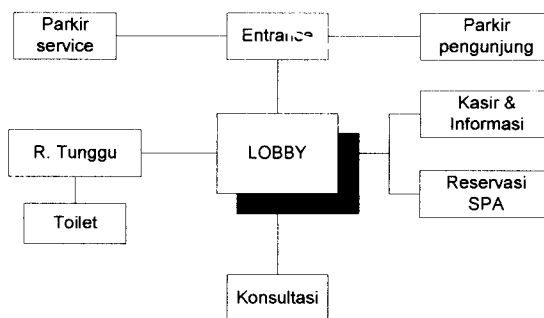 Parkir
service
Entrance
Parkir
pengunjung
Kasir &
Informasi
R. Tunggu
LOBBY
Reservasi
SPA
Toilet
Konsultasi